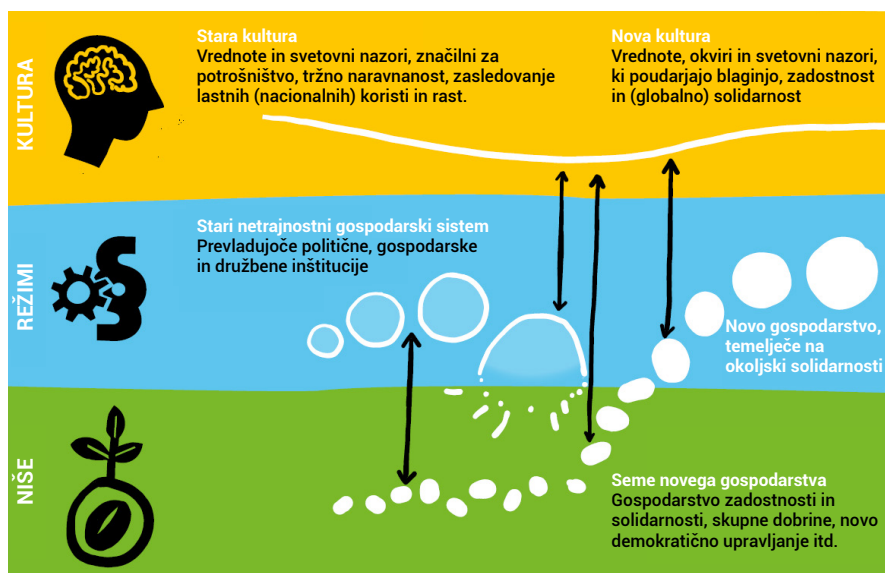 KULTURA
Stara kultura
Vrednote in svetovni nazori, značilni za
potrošništvo, tržno naravnanost, zasledovanje
lastnih (nacionalnih) koristi in rast.
Nova kultura
Vrednote, okviri in svetovni nazori,
ki poudarjajo blaginjo, zadostnost
in (globalno) solidarnost
REŽIMI
Stari netrajnostni gospodarski sistem
Prevladujoče politične, gospodarske
in družbene inštitucije
Novo gospodarstvo,
temelječe na
okoljski solidarnosti
NIŠE
Seme novega gospodarstva
Gospodarstvo zadostnosti in
solidarnosti, skupne dobrine, novo
demokratično upravljanje itd.